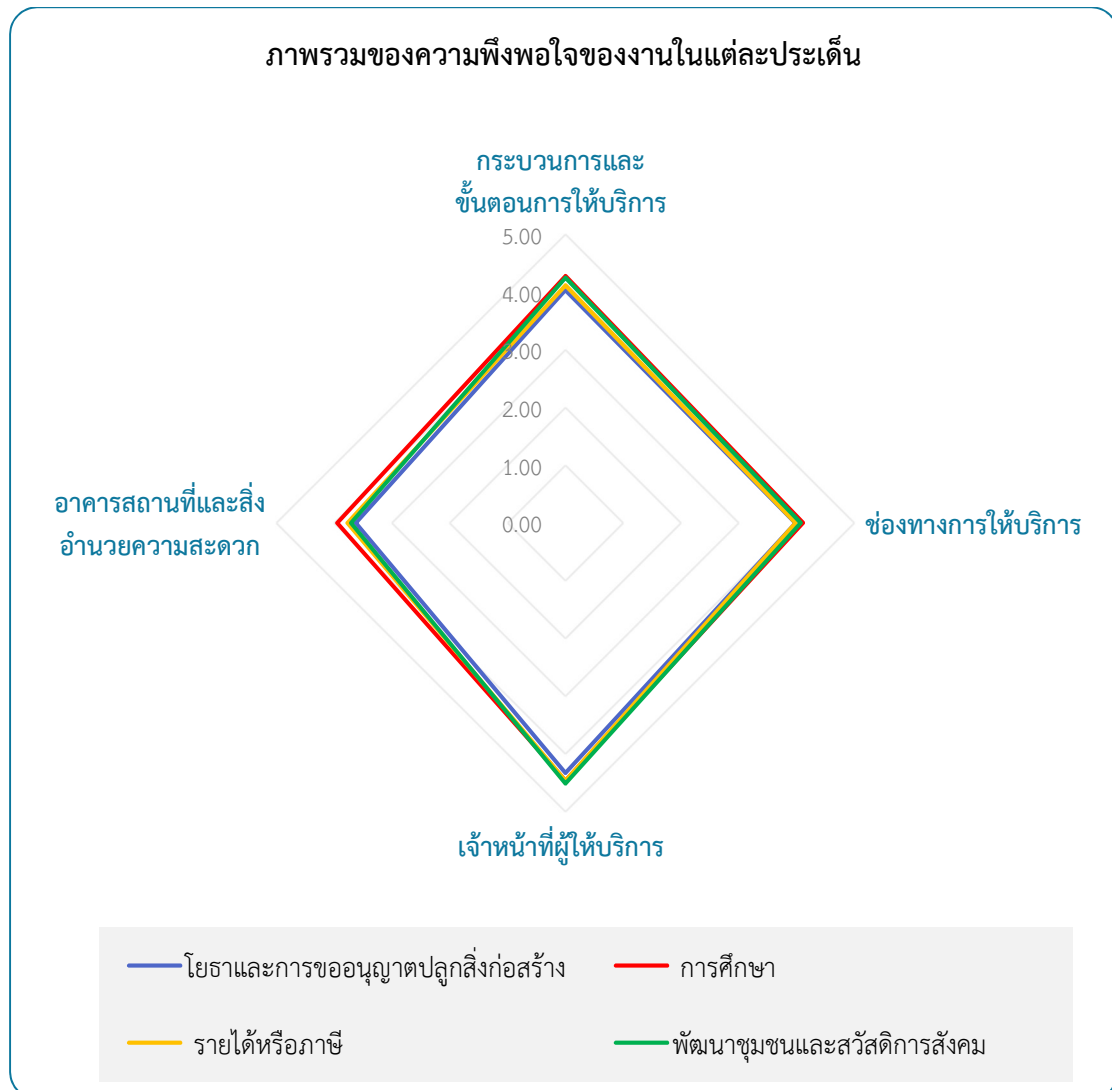 ภาพรวมของความพึงพอใจของงานในแต่ละประเด็น
กระบวนการและ
ขั้นตอนการให้บริการ
5.00
4.00
3.00
2.00
1.00
0.00
อาคารสถานที่และสิ่ง
อำนวยความสะดวก
ช่องทางการให้บริการ
เจ้าหน้าที่ผู้ให้บริการ
โยธาและการขออนุญาตปลูกสิ่งก่อสร้าง
การศึกษา
รายได้หรือภาษี
พัฒนาชุมชนและสวัสดิการสังคม